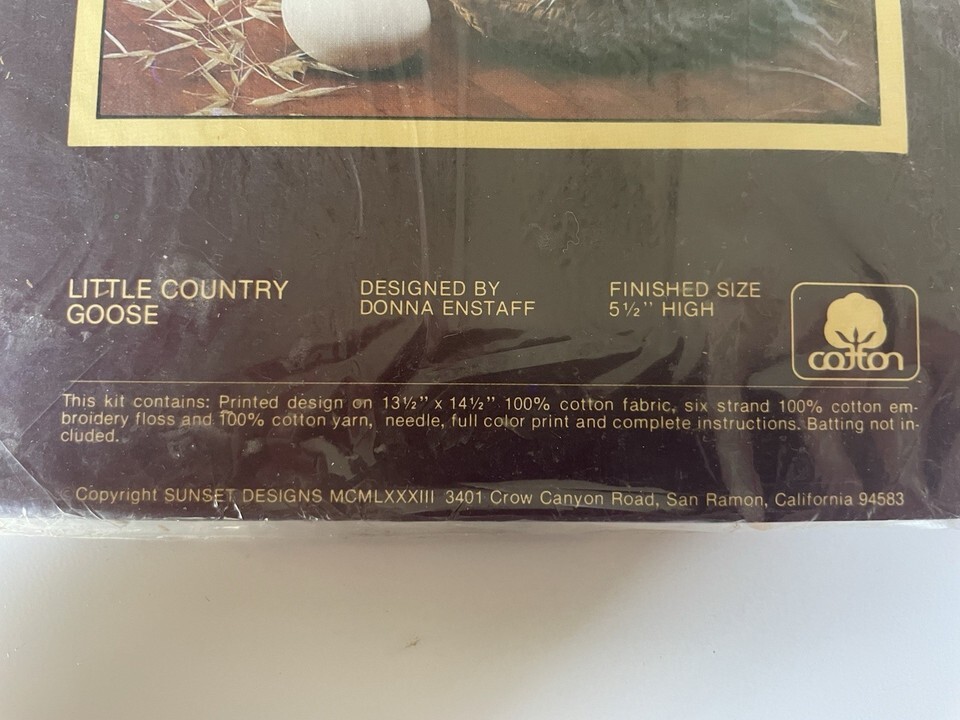 LITTLE COUNTRY
GOOSE
DESIGNED BY
DONNA ENSTAFF
FINISHED SIZE
5½" HIGH
cotton
This kit contains: Printed design on 13½" x 14½" 100% cotton fabric, six strand 100% cotton em-
broidery floss and 100% cotton yarn, needle, full color print and complete instructions. Batting not in-
cluded.
©Copyright SUNSET DESIGNS MCMLXXXIII 3401 Crow Canyon Road, San Ramon, California 94583